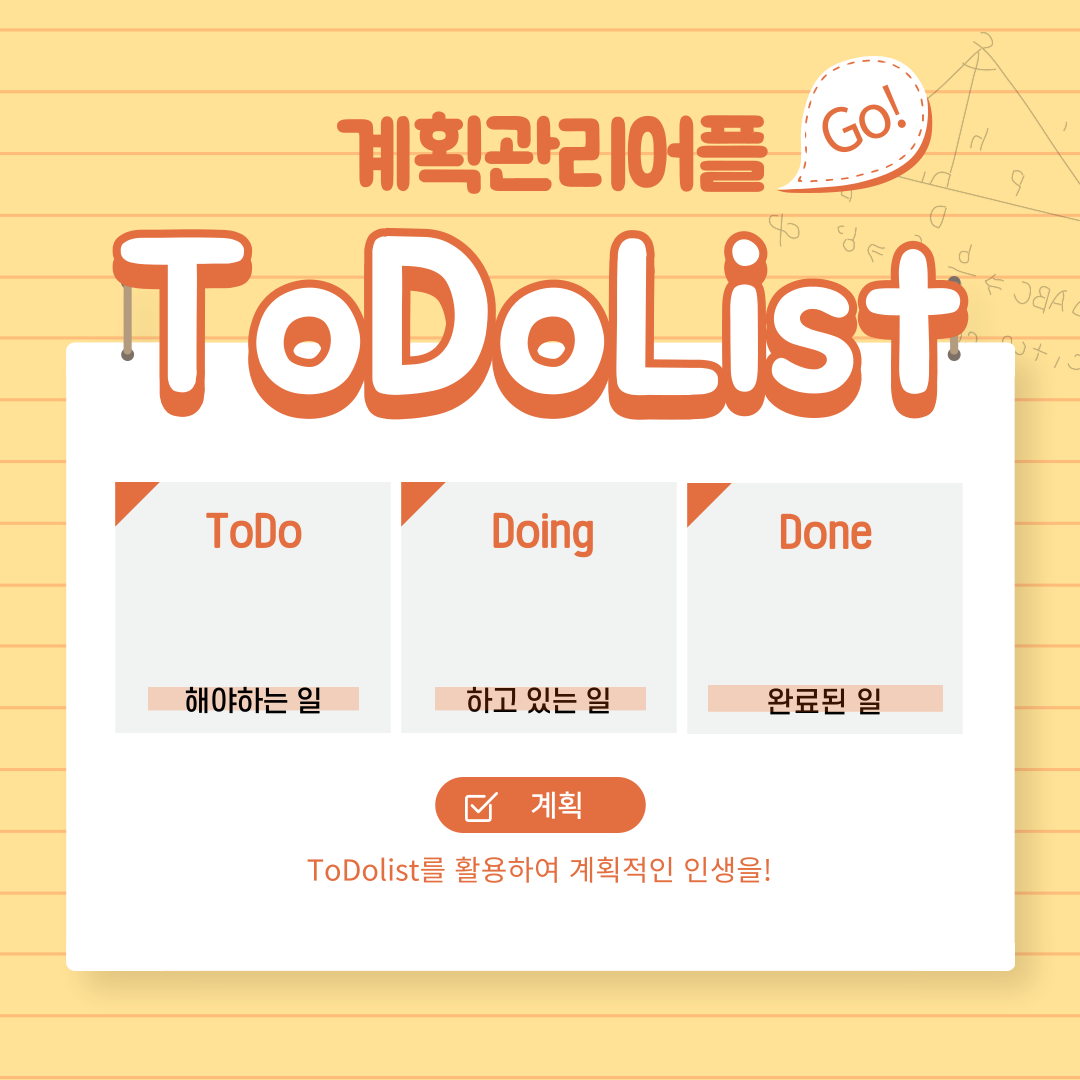 계획관리어플
Go!
ToDoList
ToDo
Doing
Done
해야하는 일
하고 있는 일
완료된 일
계획
ToDolist를 활용하여 계획적인 인생을!